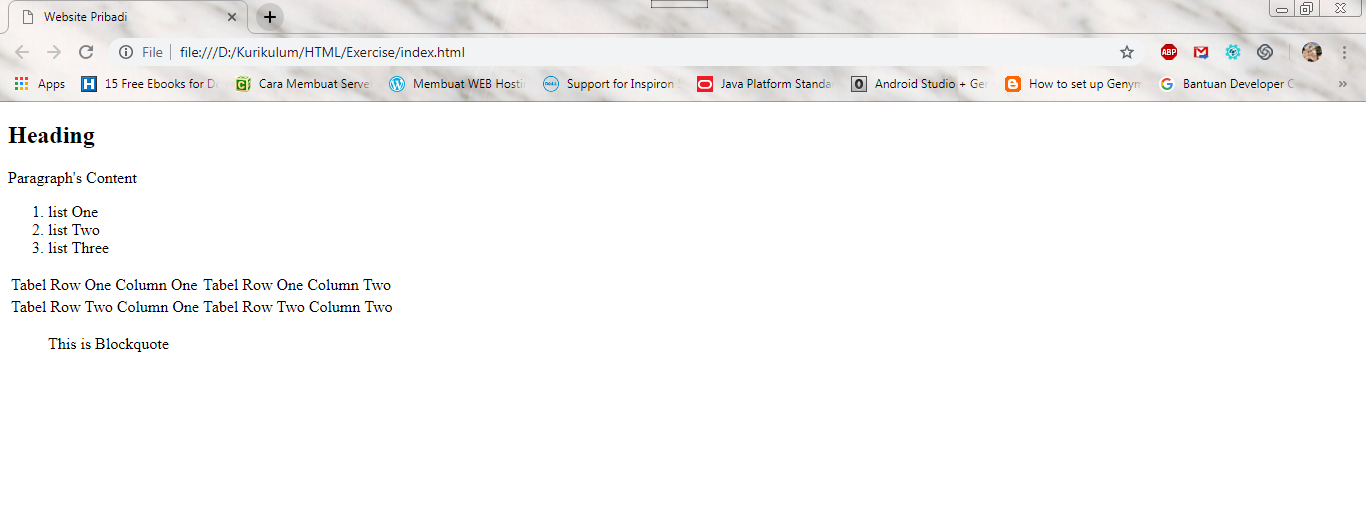 Website Pribadi
File file:///D:/Kurikulum/HTML/Exercise/index.html ABP
Apps 15 Free Ebooks for D Cara Membuat Serve Membuat WEB Hosti Support for Inspiron Java Platform Standa Android Studio + Ge How to set up Genym Bantuan Developer C
Heading
Paragraph's Content
1. list One
2. list Two
3. list Three
Tabel Row One Column One Tabel Row One Column Two
Tabel Row Two Column One Tabel Row Two Column Two
This is Blockquote